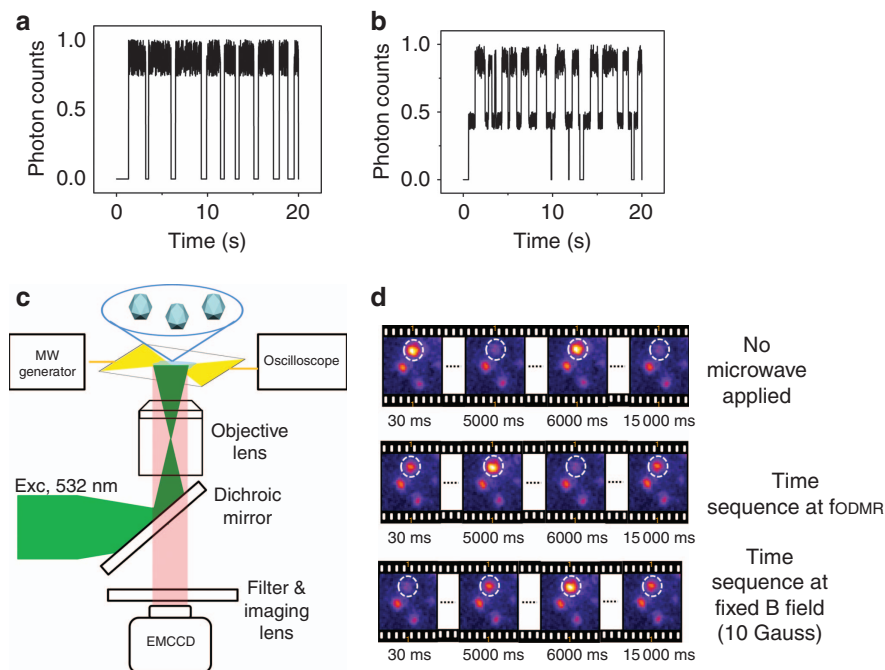 a
Photon counts
1.0
0.5
0.0
0
10
20
Time (s)
b
Photon counts
1.0
0.5
0.0
0
10
20
Time (s)
c
MW
generator
Oscilloscope
Objective
lens
Exc, 532 nm
Dichroic
mirror
Filter &
imaging
lens
EMCCD
d
No
microwave
applied
30 ms
5000 ms
6000 ms
15 000 ms
Time
sequence at fODMR
30 ms
5000 ms
6000 ms
15 000 ms
Time
sequence at
fixed B field
(10 Gauss)
30 ms
5000 ms
6000 ms
15 000 ms